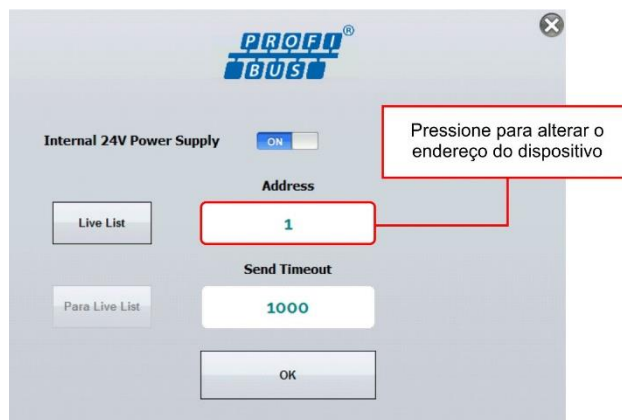 PROFI®
BUS
Internal 24V Power Supply
ON
Pressione para alterar o
endereço do dispositivo
Address
Live List
1
Send Timeout
Para Live List
1000
OK